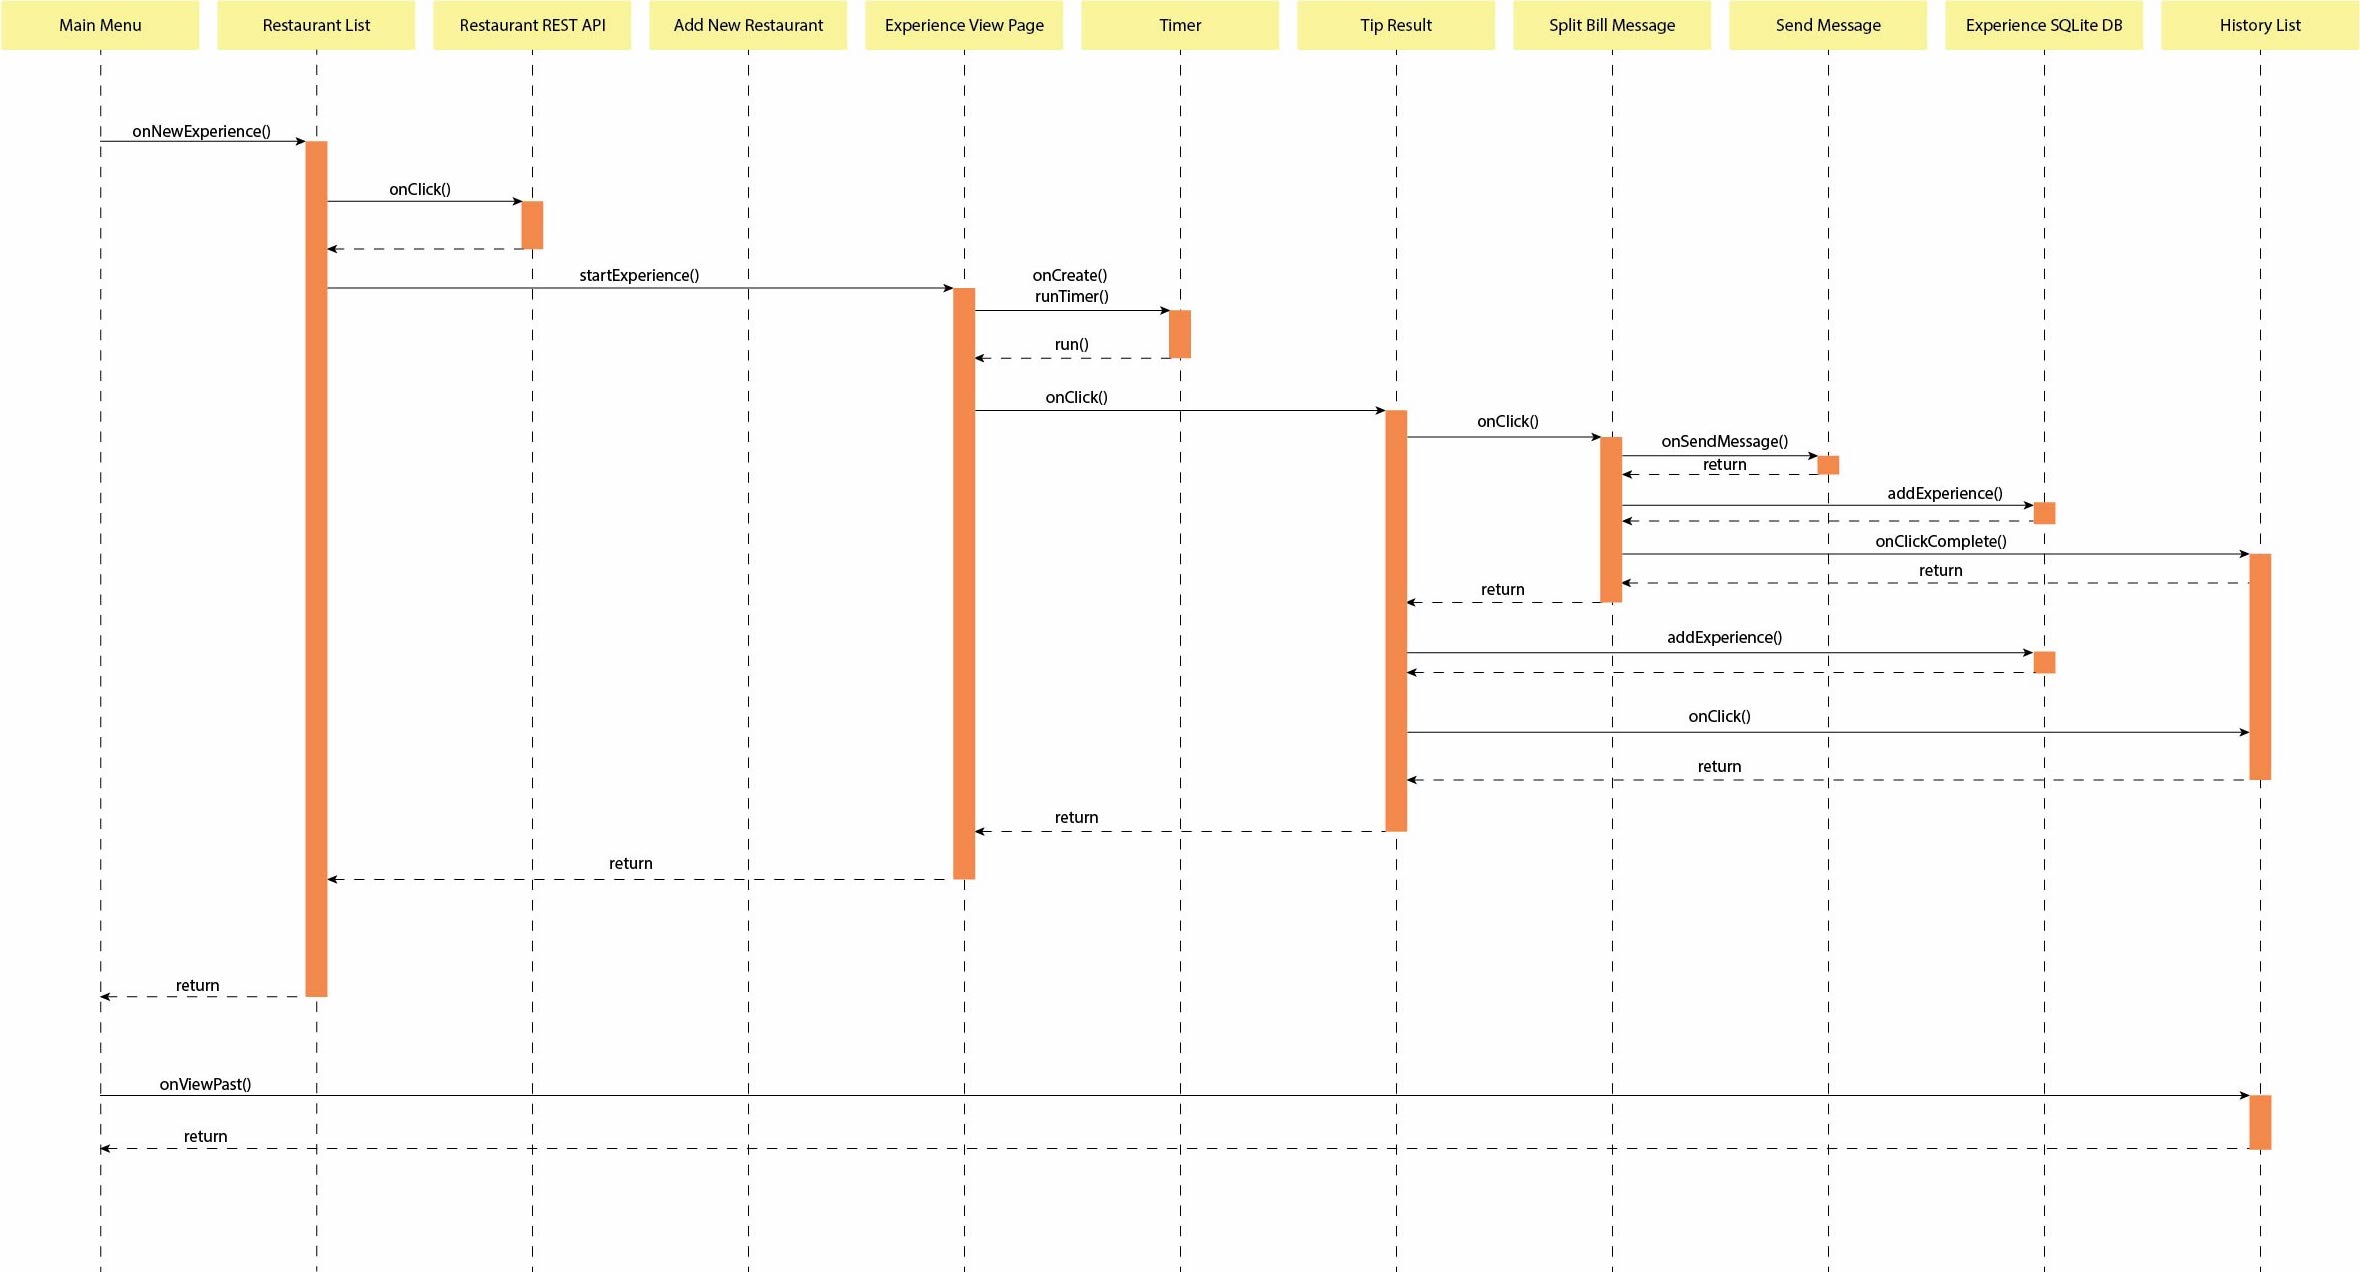 Main Menu
Restaurant List
Restaurant REST API
Add New Restaurant
Experience View Page
Timer
Tip Result
Split Bill Message
Send Message
Experience SQLite DB
History List
onNewExperience()
onClick()
startExperience()
onCreate()
runTimer()
run()
onClick()
onClick()
onSendMessage()
return
addExperience()
onClickComplete()
return
return
addExperience()
onClick()
return
return
return
return
onViewPast()
return